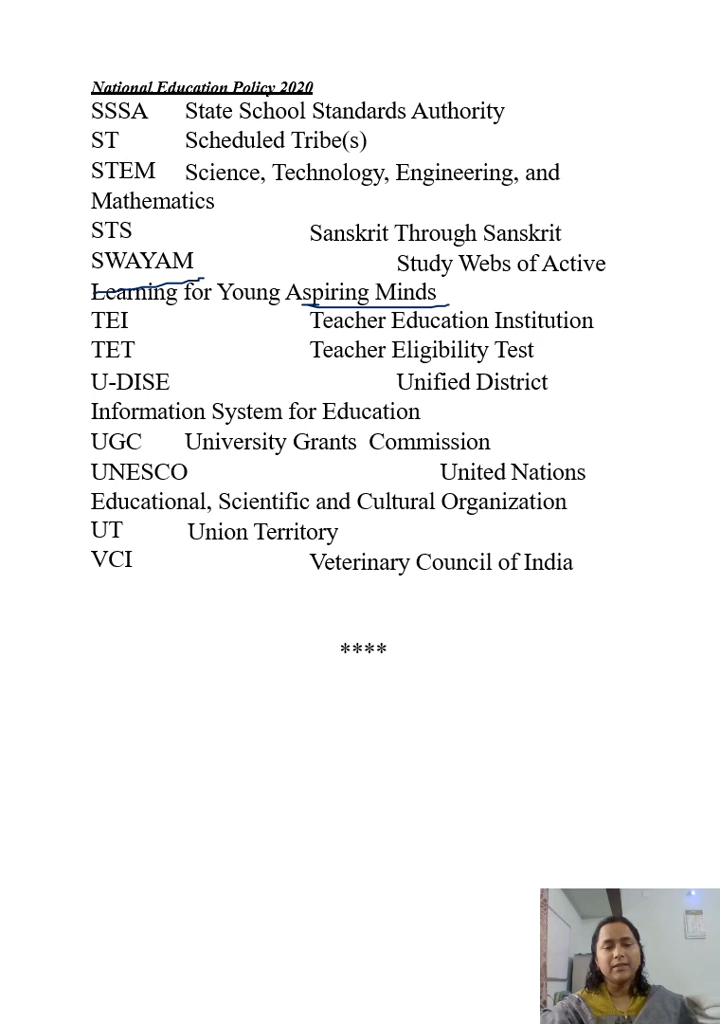 National Education Policy 2020
SSSA State School Standards Authority
ST Scheduled Tribe(s)
STEM Science, Technology, Engineering, and
Mathematics
STS Sanskrit Through Sanskrit
SWAYAM Study Webs of Active
Learning for Young Aspiring Minds
TEI Teacher Education Institution
TET Teacher Eligibility Test
U-DISE Unified District
Information System for Education
UGC University Grants Commission
UNESCO United Nations
Educational, Scientific and Cultural Organization
UT Union Territory
VCI Veterinary Council of India
****